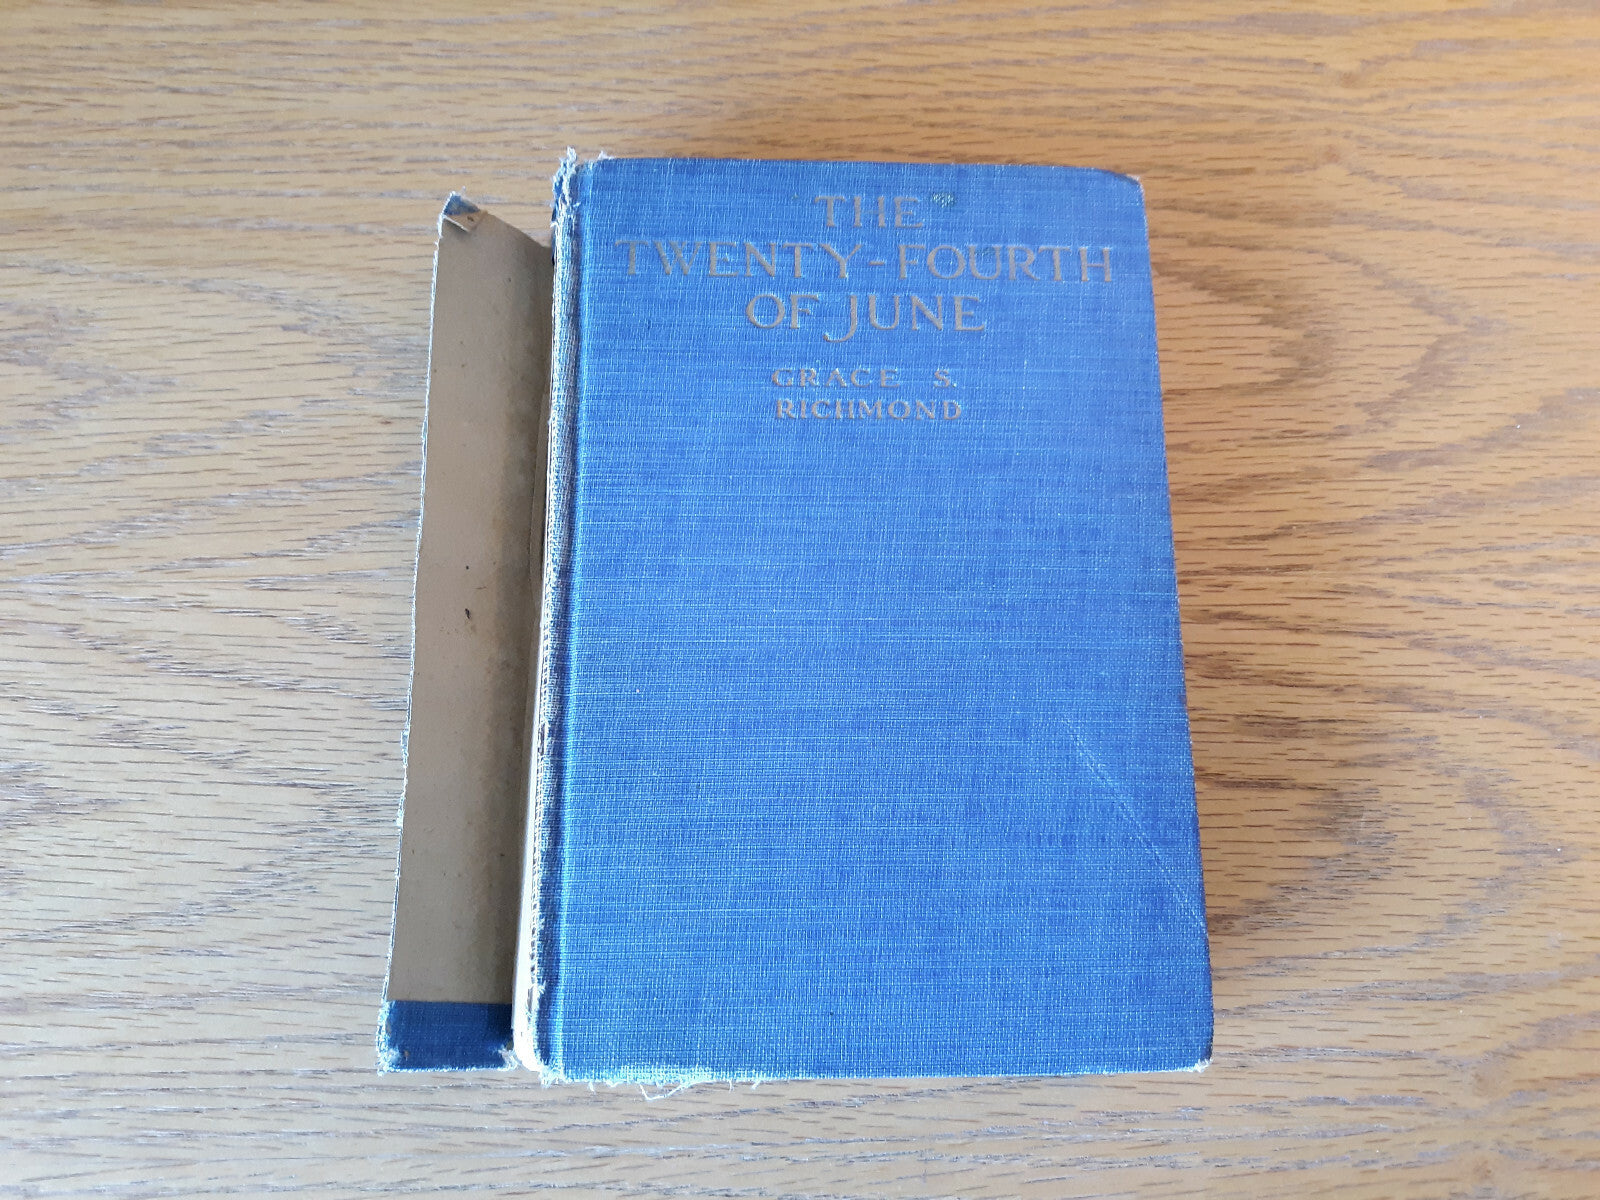 THE
TWENTY-FOURTH
OF JUNE
GRACE S.
RICHMOND